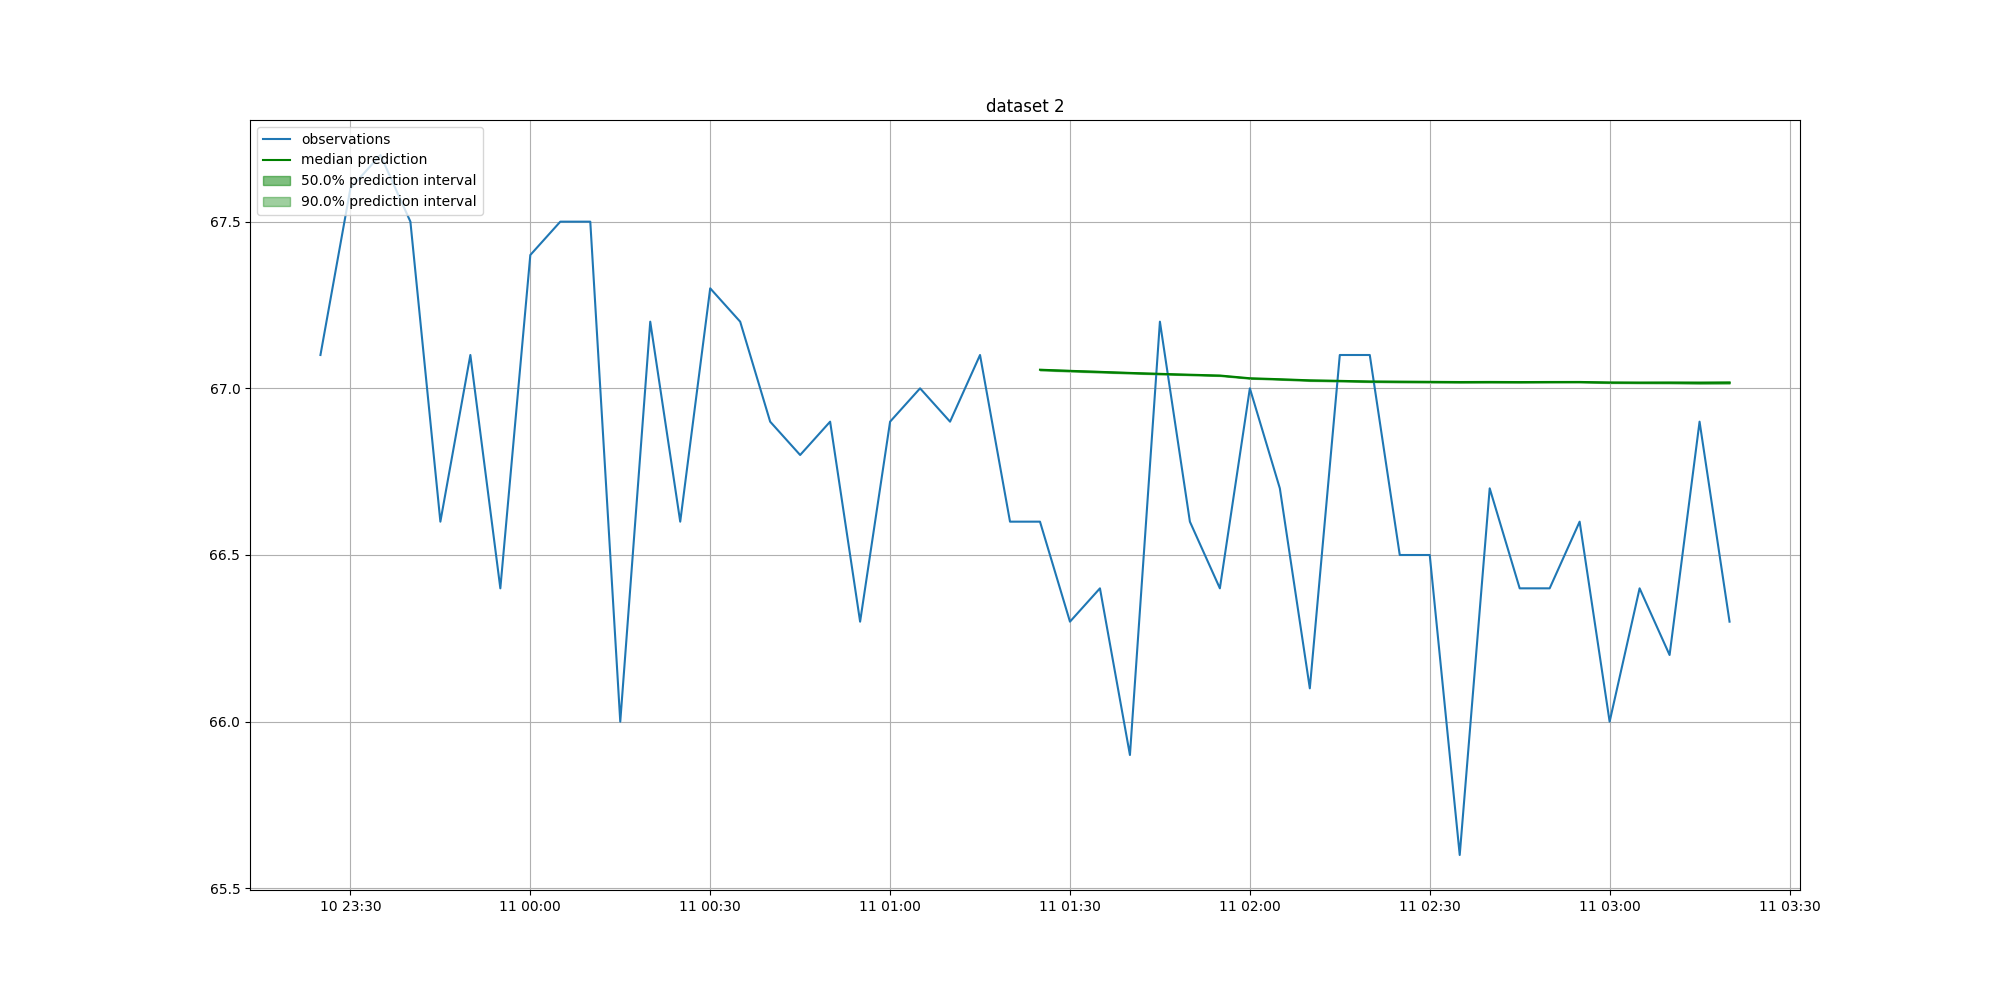 dataset 2
observations
median prediction
50.0% prediction interval
90.0% prediction interval
67.5
67.0
66.5
66.0
65.5
10 23:30 11 00:00 11 00:30 11 01:00 11 01:30 11 02:00 11 02:30 11 03:00 11 03:30